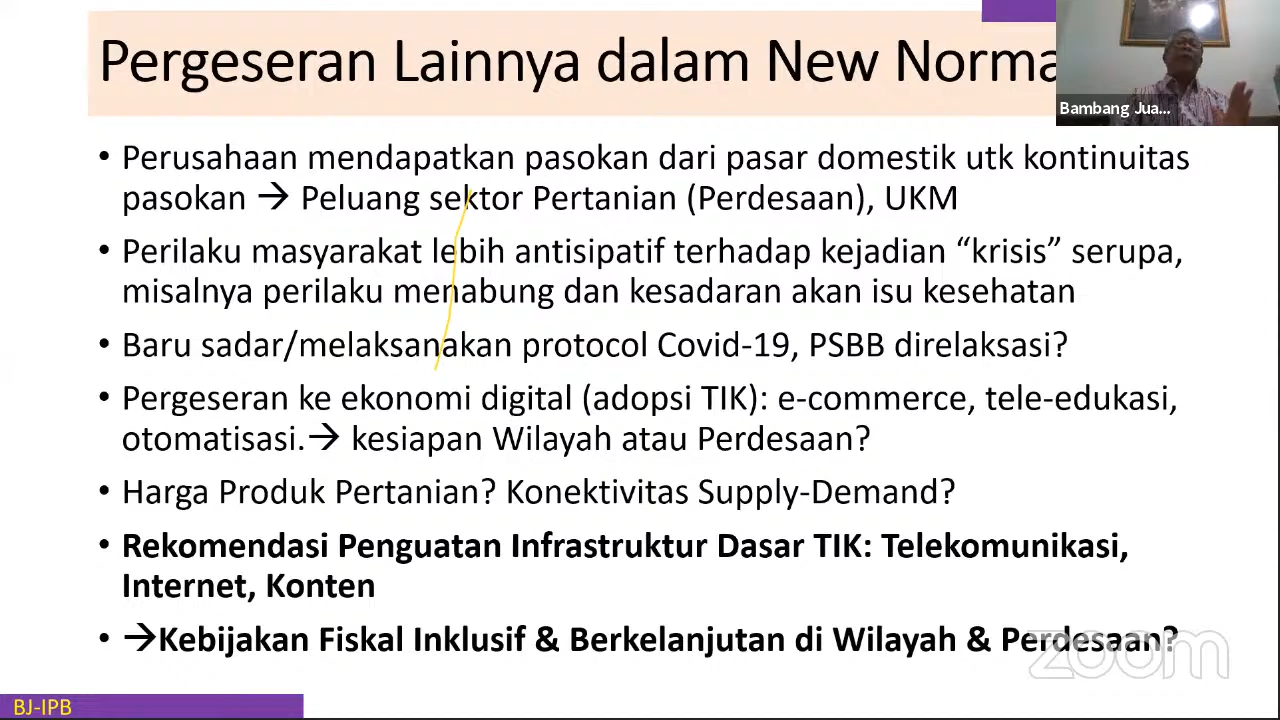 Pergeseran Lainnya dalam New Norma
Bambang Jua...
• Perusahaan mendapatkan pasokan dari pasar domestik utk kontinuitas
pasokan → Peluang sektor Pertanian (Perdesaan), UKM
• Perilaku masyarakat lebih antisipatif terhadap kejadian “krisis” serupa,
misalnya perilaku menabung dan kesadaran akan isu kesehatan
• Baru sadar/melaksanakan protocol Covid-19, PSBB direlaksasi?
• Pergeseran ke ekonomi digital (adopsi TIK): e-commerce, tele-edukasi,
otomatisasi.→ kesiapan Wilayah atau Perdesaan?
• Harga Produk Pertanian? Konektivitas Supply-Demand?
• Rekomendasi Penguatan Infrastruktur Dasar TIK: Telekomunikasi,
Internet, Konten
• →Kebijakan Fiskal Inklusif & Berkelanjutan di Wilayah & Perdesaan?
zoom
BJ-IPB